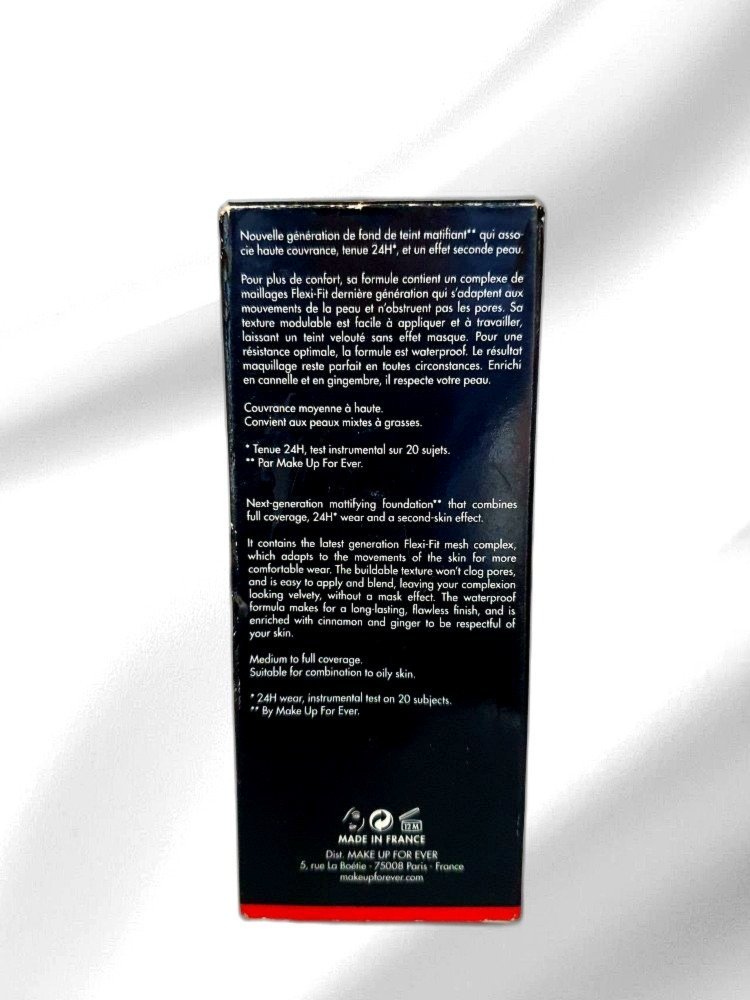 Nouvelle génération de fond de teint matifiant** qui asso-
cie haute couvrance, tenue 24H*, et un effet seconde peau.
Pour plus de confort, sa formule contient un complexe de
maillages Flexi-Fit dernière génération qui s'adaptent aux
mouvements de la peau et n'obstruent pas les pores. Sa
texture modulable est facile à appliquer et à travailler,
laissant un teint velouté sans effet masque. Pour une
résistance optimale, la formule est waterproof. Le résultat
maquillage reste parfait en toutes circonstances. Enrichi
en cannelle et en gingembre, il respecte votre peau.
Couvrance moyenne à haute.
Convient aux peaux mixtes à grasses.
* Tenue 24H, test instrumental sur 20 sujets.
** Par Make Up For Ever.
Next-generation mattifying foundation** that combines
full coverage, 24H* wear and a second-skin effect.
It contains the latest generation Flexi-Fit mesh complex,
which adapts to the movements of the skin for more
comfortable wear. The buildable texture won't clog pores,
and is easy to apply and blend, leaving your complexion
looking velvety, without a mask effect. The waterproof
formula makes for a long-lasting, flawless finish, and is
enriched with cinnamon and ginger to be respectful of
your skin.
Medium to full coverage.
Suitable for combination to oily skin.
* 24H wear, instrumental test on 20 subjects.
** By Make Up For Ever.
12 M
MADE IN FRANCE
Dist. MAKE UP FOR EVER
5, rue La Boétie - 75008 Paris - France
makeupforever.com